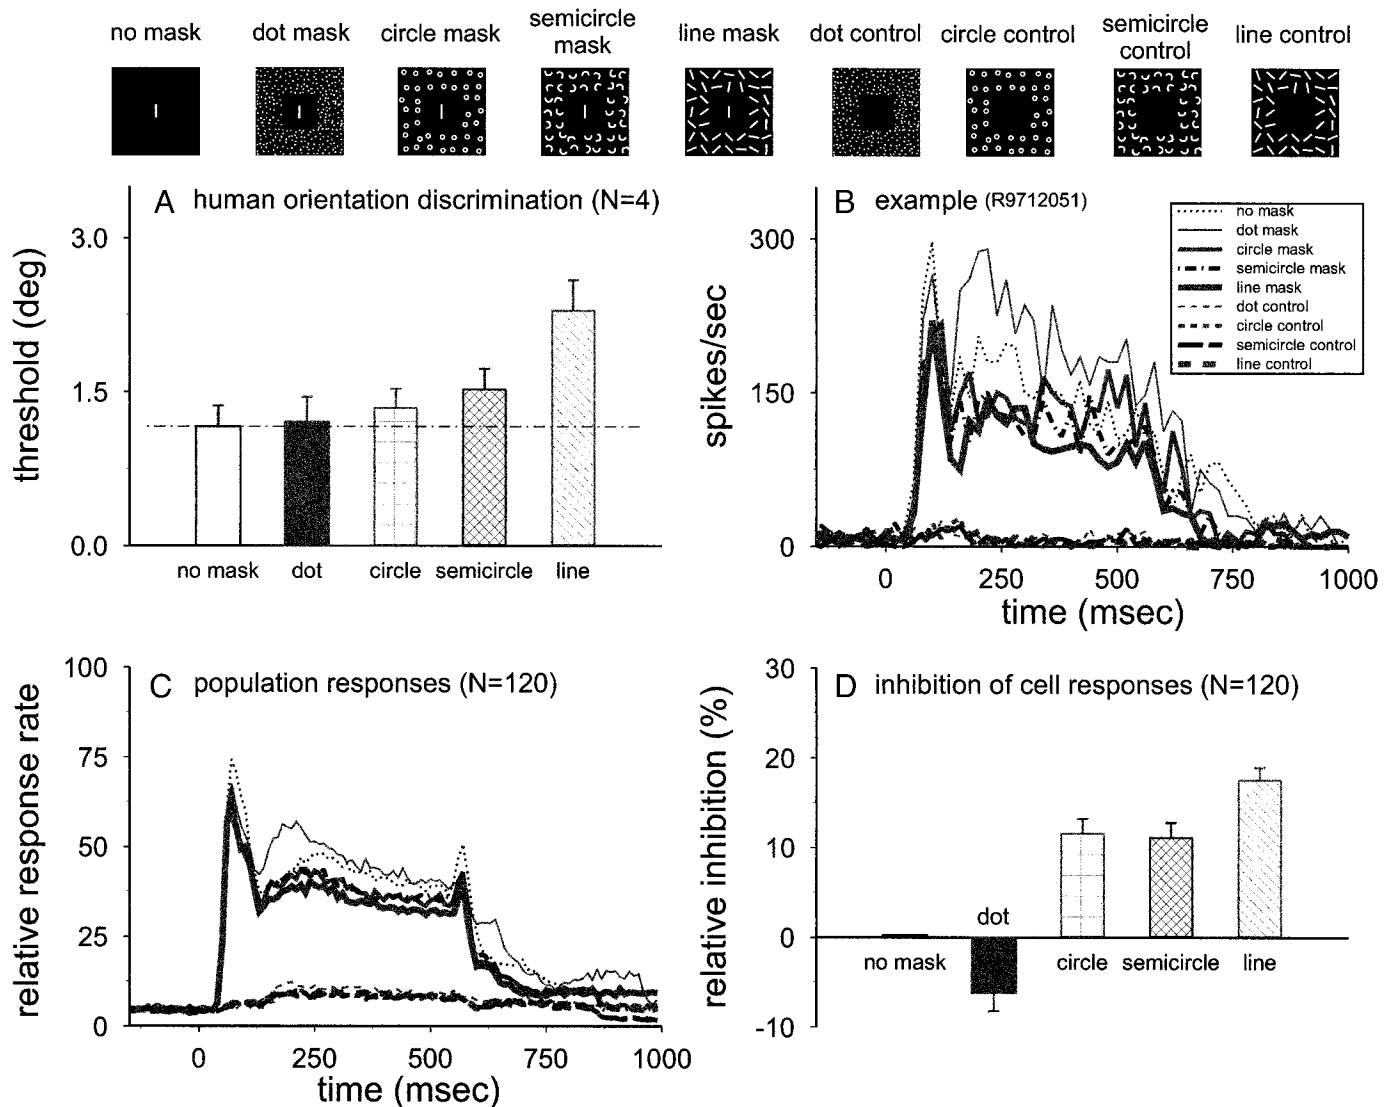 no mask
dot mask
circle mask
semicircle
mask
line mask
dot control
circle control
semicircle
control
line control
A human orientation discrimination (N=4)
threshold (deg)
3.0
1.5
0.0
no mask
dot
circle
semicircle
line
B example (R9712051)
no mask
dot mask
circle mask
semicircle mask
line mask
dot control
circle control
semicircle control
line control
spikes/sec
300
150
0
0
250
500
750
1000
time (msec)
C population responses (N=120)
relative response rate
100
75
50
25
0
0
250
500
750
1000
time (msec)
D inhibition of cell responses (N=120)
relative inhibition (%)
30
20
10
0
-10
no mask
dot
circle
semicircle
line